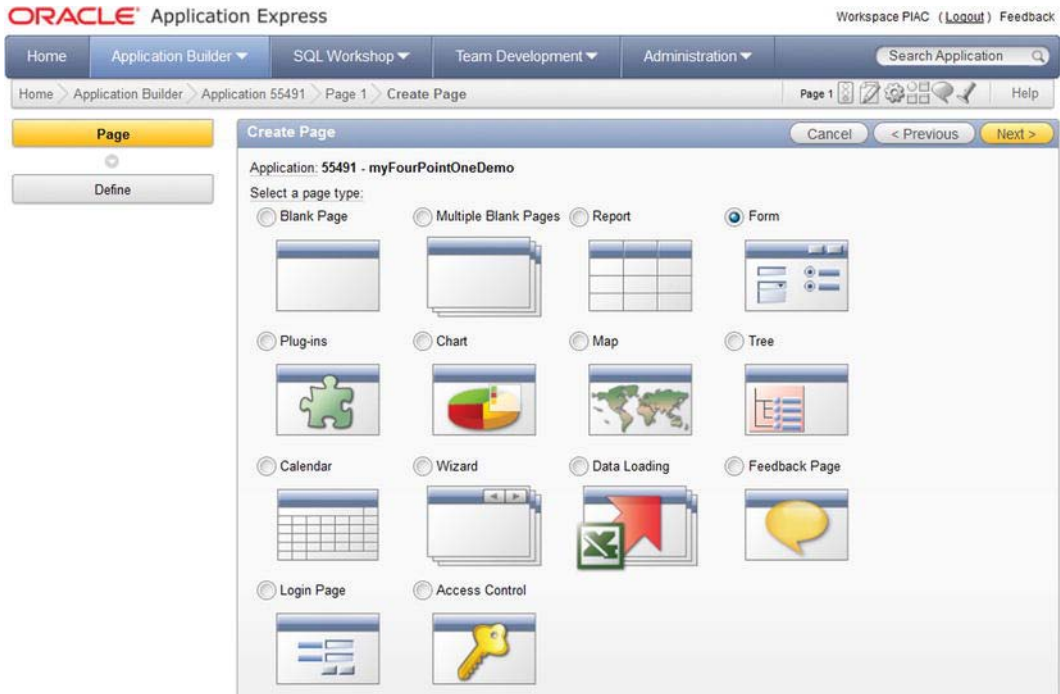 ORACLE Application Express
Workspace PIAC (Logout) Feedback
Home Application Builder SQL Workshop Team Development Administration Search Application
Home Application Builder Application 55491 Page 1 Create Page Page 1 Help
Page
Define
Create Page Cancel < Previous Next >
Application: 55491 - myFourPointOneDemo
Select a page type:
Blank Page Multiple Blank Pages Report Form
Plug-ins Chart Map Tree
Calendar Wizard Data Loading Feedback Page
Login Page Access Control